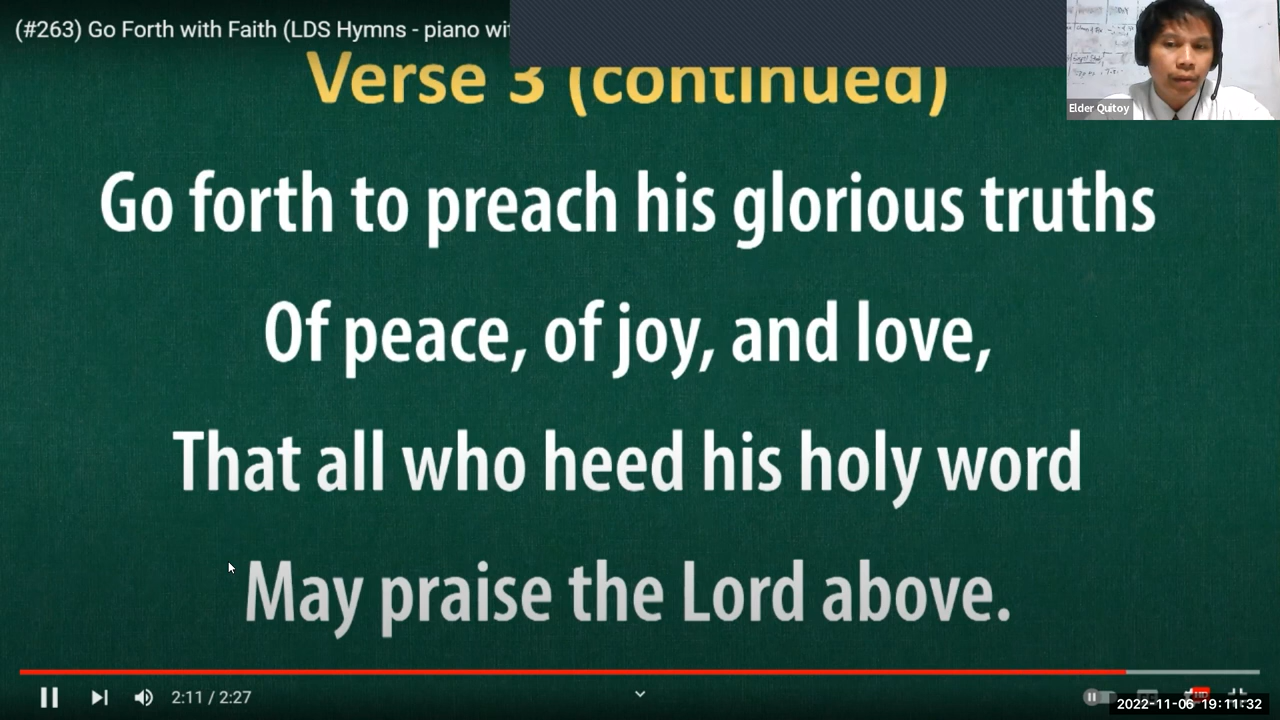 (#263) Go Forth with Faith (LDS Hymns - piano wi
Verse 3 (continued)
Elder Quitoy
Go forth to preach his glorious truths
Of peace, of joy, and love,
That all who heed his holy word
May praise the Lord above.
2:11 / 2:27
2022-11-06 19:11:32